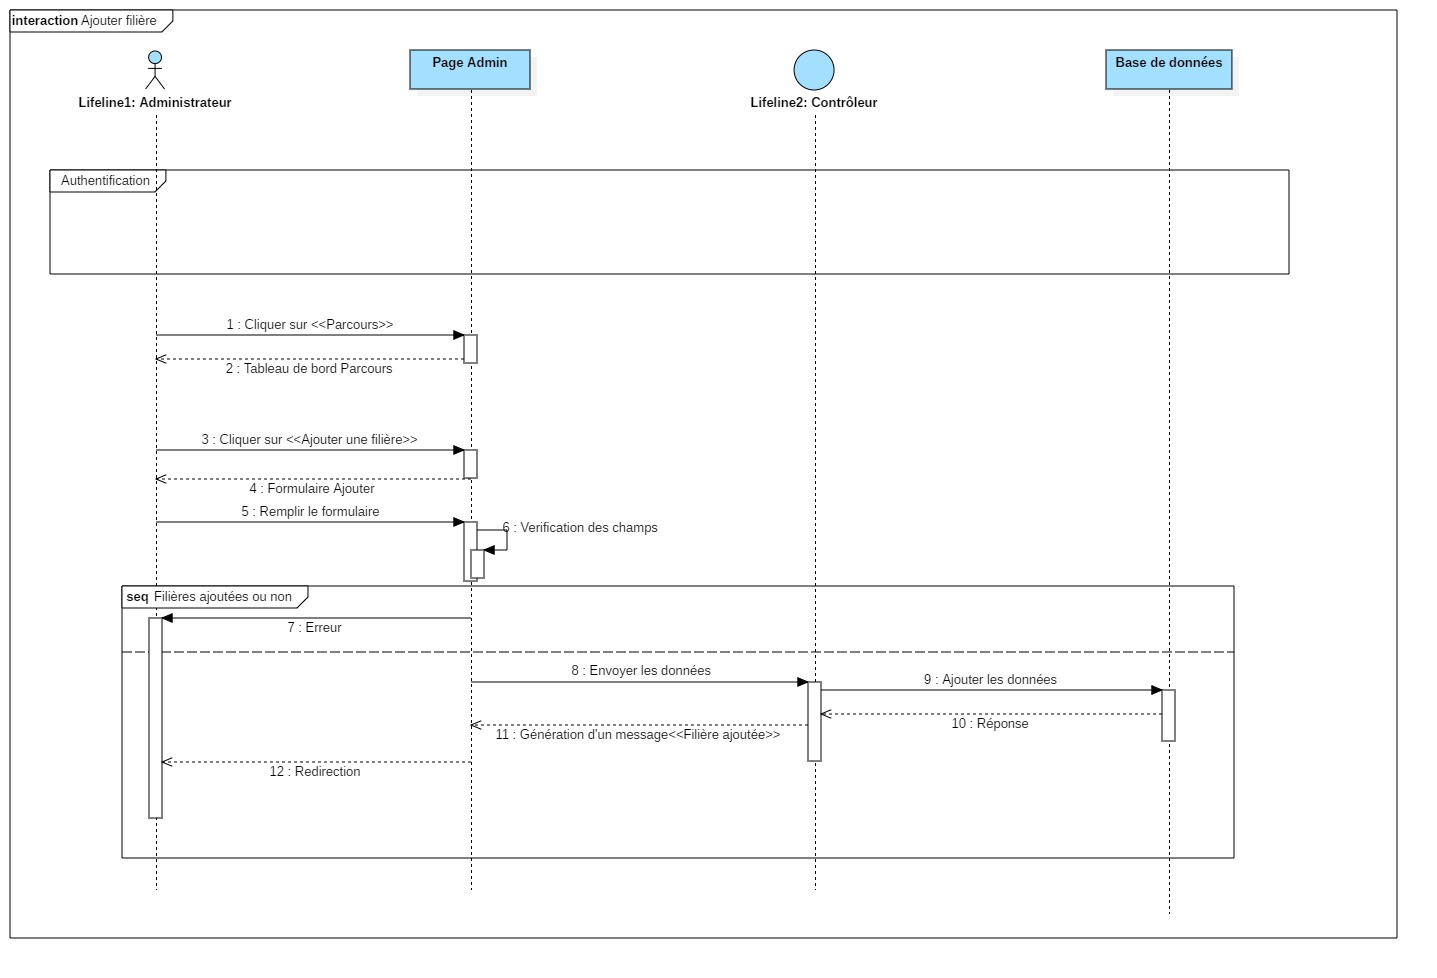 interaction Ajouter filière
Page Admin
Base de données
Lifeline1: Administrateur
Lifeline2: Contrôleur
Authentification
1 : Cliquer sur <<Parcours>>
2 : Tableau de bord Parcours
3 : Cliquer sur <<Ajouter une filière>>
4 : Formulaire Ajouter
5 : Remplir le formulaire
6 : Verification des champs
seq Filières ajoutées ou non
7 : Erreur
8 : Envoyer les données
9 : Ajouter les données
10 : Réponse
11 : Génération d'un message<<Filière ajoutée>>
12 : Redirection